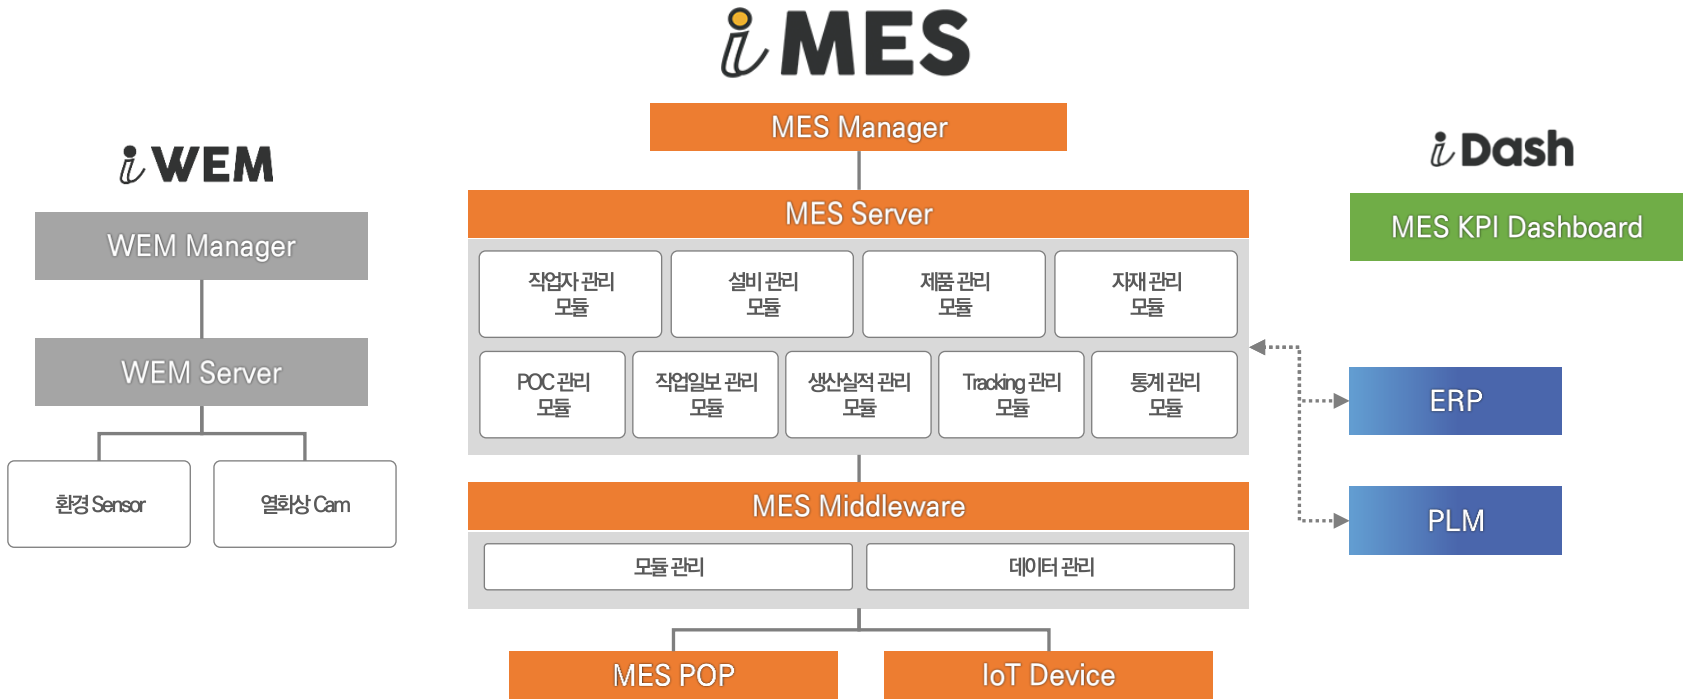 i MES
MES Manager
MES Server
작업자 관리
모듈
설비 관리
모듈
제품 관리
모듈
자재 관리
모듈
POC 관리
모듈
작업일보 관리
모듈
생산실적 관리
모듈
Tracking 관리
모듈
통계 관리
모듈
MES Middleware
모듈 관리
데이터 관리
MES POP
IoT Device
i WEM
WEM Manager
WEM Server
환경 Sensor
열화상 Cam
i Dash
MES KPI Dashboard
ERP
PLM